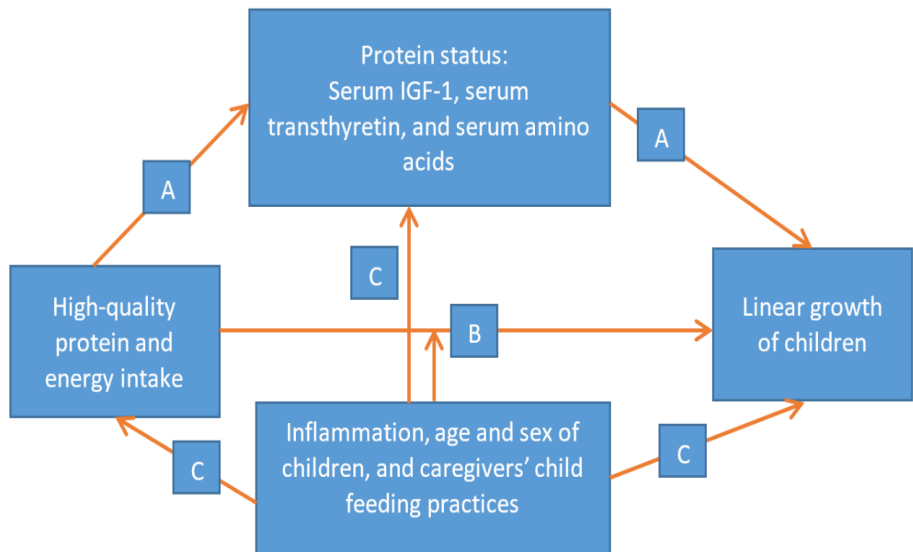 Protein status:
Serum IGF-1, serum
transthyretin, and serum amino
acids
A
A
C
High-quality
protein and
energy intake
B
Linear growth
of children
Inflammation, age and sex of
children, and caregivers’ child
feeding practices
C
C